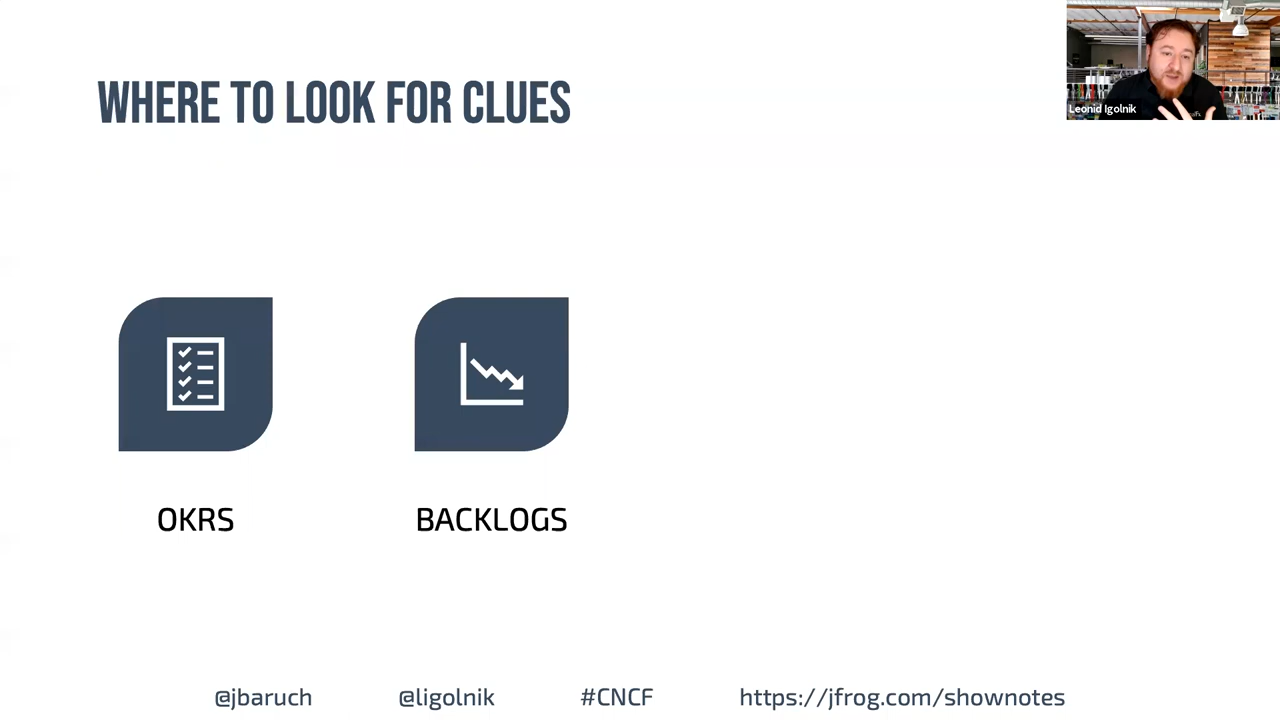 WHERE TO LOOK FOR CLUES
Leonid Igolnik
OKRS
BACKLOGS
@jbaruch @ligolnik #CNCF https://jfrog.com/shownotes